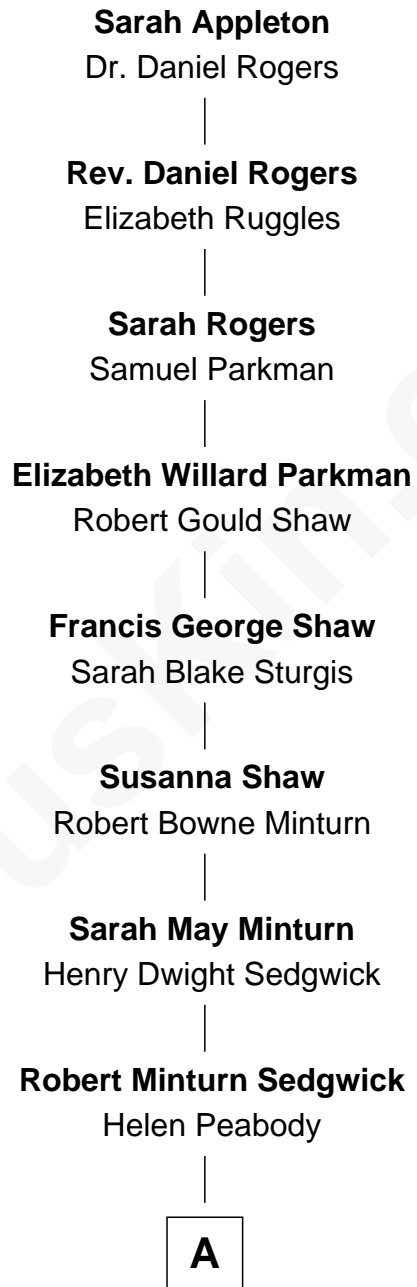 Sarah Appleton
Dr. Daniel Rogers
Rev. Daniel Rogers
Elizabeth Ruggles
Sarah Rogers
Samuel Parkman
Elizabeth Willard Parkman
Robert Gould Shaw
Francis George Shaw
Sarah Blake Sturgis
Susanna Shaw
Robert Bowne Minturn
Sarah May Minturn
Henry Dwight Sedgwick
Robert Minturn Sedgwick
Helen Peabody
A